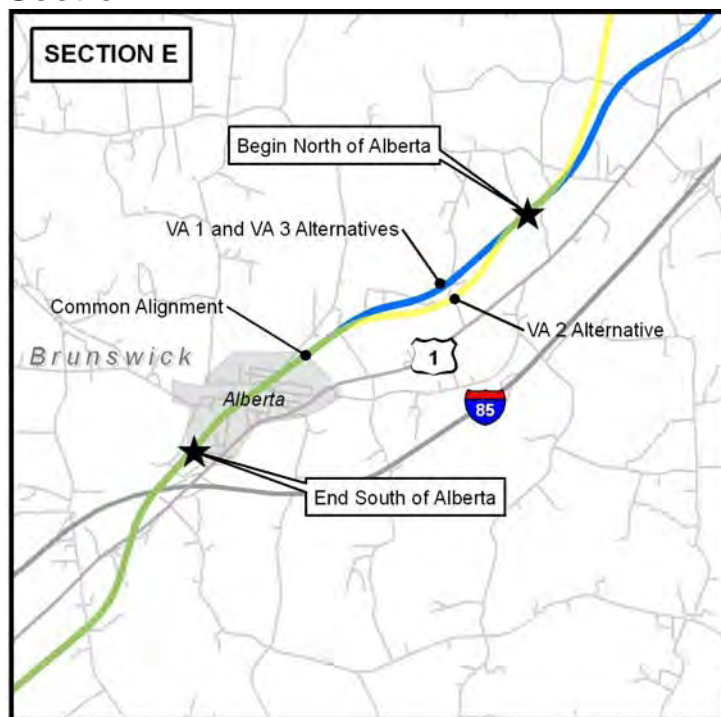 SECTION E
Begin North of Alberta
VA 1 and VA 3 Alternatives
Common Alignment
VA 2 Alternative
Brunswick
1
Alberta
85
End South of Alberta